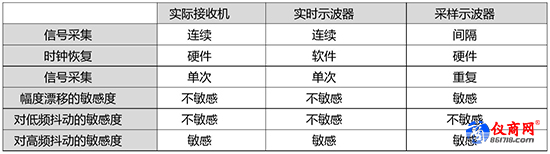 实际接收机 实时示波器 采样示波器
信号采集 连续 连续 间隔
时钟恢复 硬件 软件 硬件
信号采集 单次 单次 重复
幅度漂移的敏感度 不敏感 不敏感 敏感
对低频抖动的敏感度 不敏感 不敏感 不敏感
对高频抖动的敏感度 敏感 敏感 敏感
仪商网®
861718.com